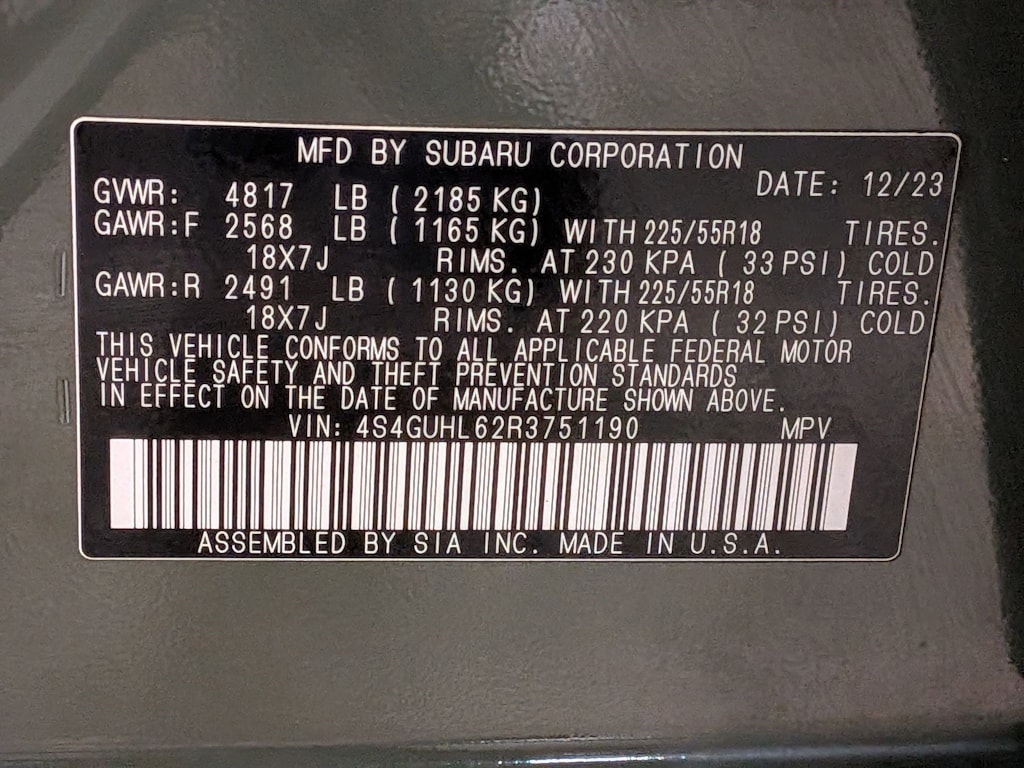 MFD BY SUBARU CORPORATION
DATE: 12/23
GVWR: 4817 LB ( 2185 KG)
GAWR:F 2568 LB ( 1165 KG) WITH 225/55R18 TIRES.
18X7J RIMS. AT 230 KPA ( 33 PSI) COLD
GAWR:R 2491 LB ( 1130 KG) WITH 225/55R18 TIRES.
18X7J RIMS. AT 220 KPA ( 32 PSI) COLD
THIS VEHICLE CONFORMS TO ALL APPLICABLE FEDERAL MOTOR
VEHICLE SAFETY AND THEFT PREVENTION STANDARDS
IN EFFECT ON THE DATE OF MANUFACTURE SHOWN ABOVE.
VIN: 4S4GUHL62R3751190 MPV
ASSEMBLED BY SIA INC. MADE IN U.S.A.